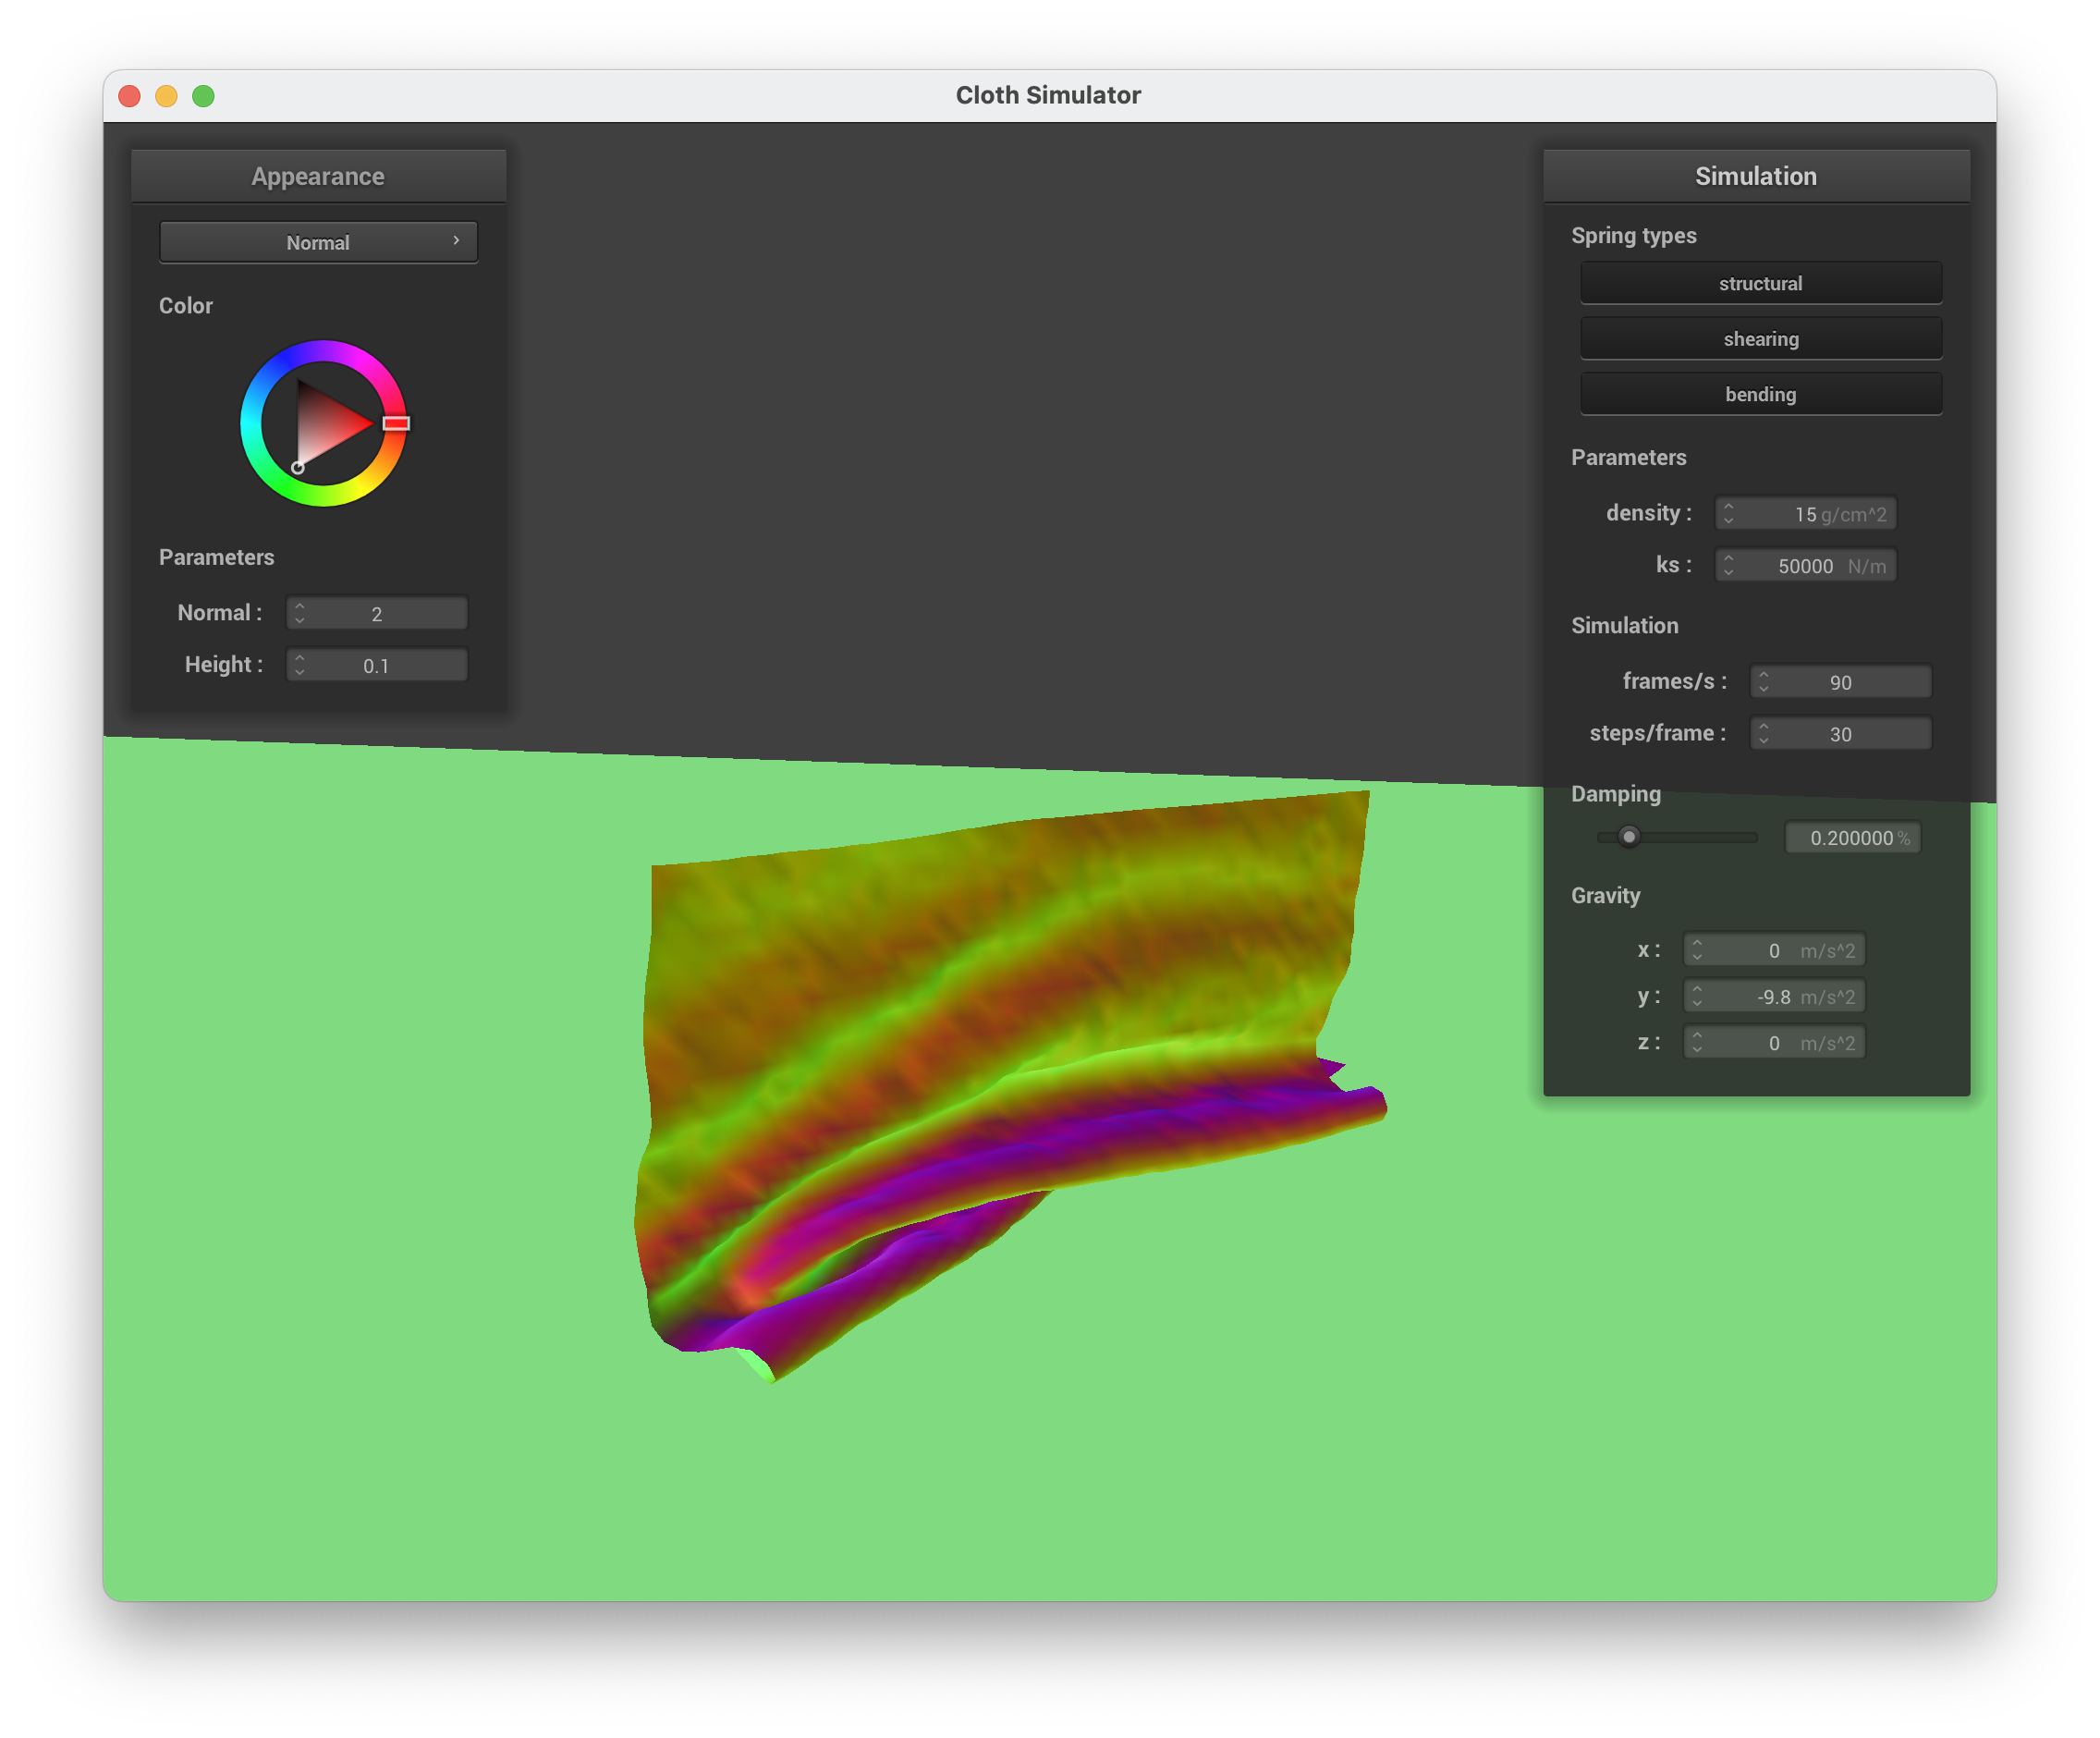 Cloth Simulator
Appearance
Normal
Color
Parameters
Normal : 2
Height : 0.1
Simulation
Spring types
structural
shearing
bending
Parameters
density : 15 g/cm^2
ks : 50000 N/m
Simulation
frames/s : 90
steps/frame : 30
Damping
0.200000 %
Gravity
x : 0 m/s^2
y : -9.8 m/s^2
z : 0 m/s^2